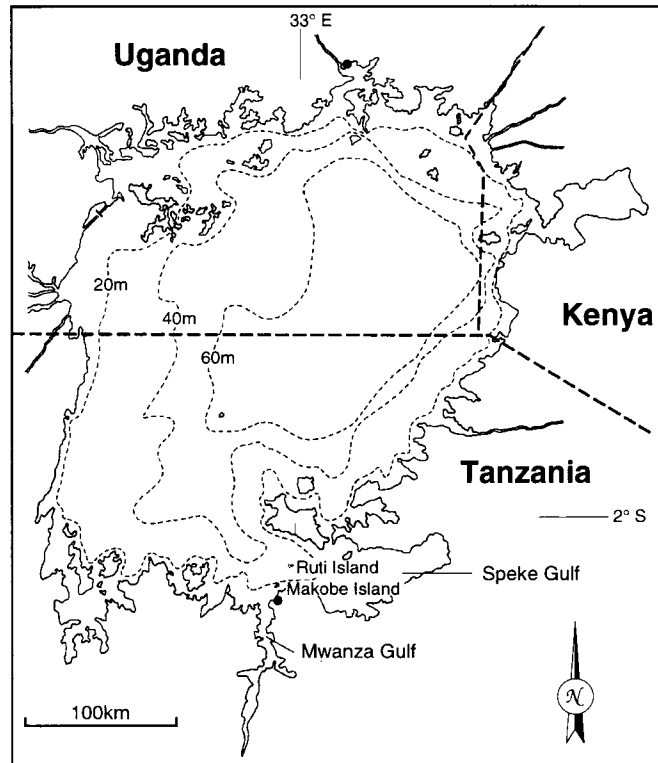 33° E
Uganda
20m
40m
Kenya
60m
Tanzania
2° S
Ruti Island
Speke Gulf
Makobe Island
Mwanza Gulf
100km
N